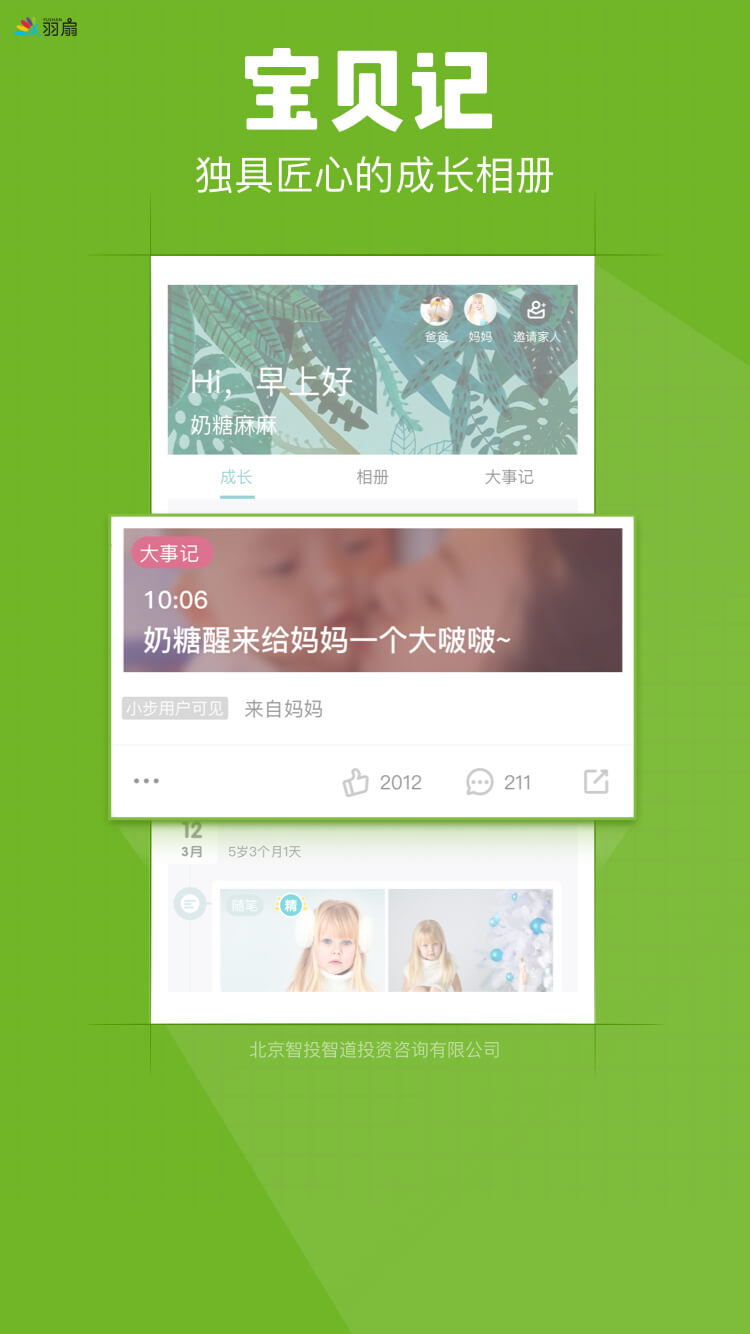 YUSHAN
羽扇
宝贝记
独具匠心的成长相册
爸爸 妈妈 邀请家人
Hi，早上好
奶糖麻麻
成长 相册 大事记
大事记
10:06
奶糖醒来给妈妈一个大啵啵~
小步用户可见 来自妈妈
2012 211
12
3月 5岁3个月1天
随笔 精
北京智投智道投资咨询有限公司